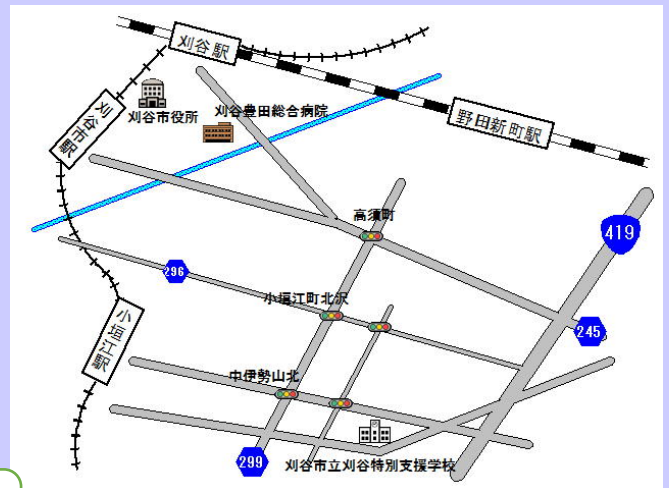 刈谷駅
刈谷市役所
刈谷豊田総合病院
刈谷市駅
野田新町駅
高須町
419
296
小垣江町北沢
小垣江駅
245
中伊勢山北
299
刈谷市立刈谷特別支援学校